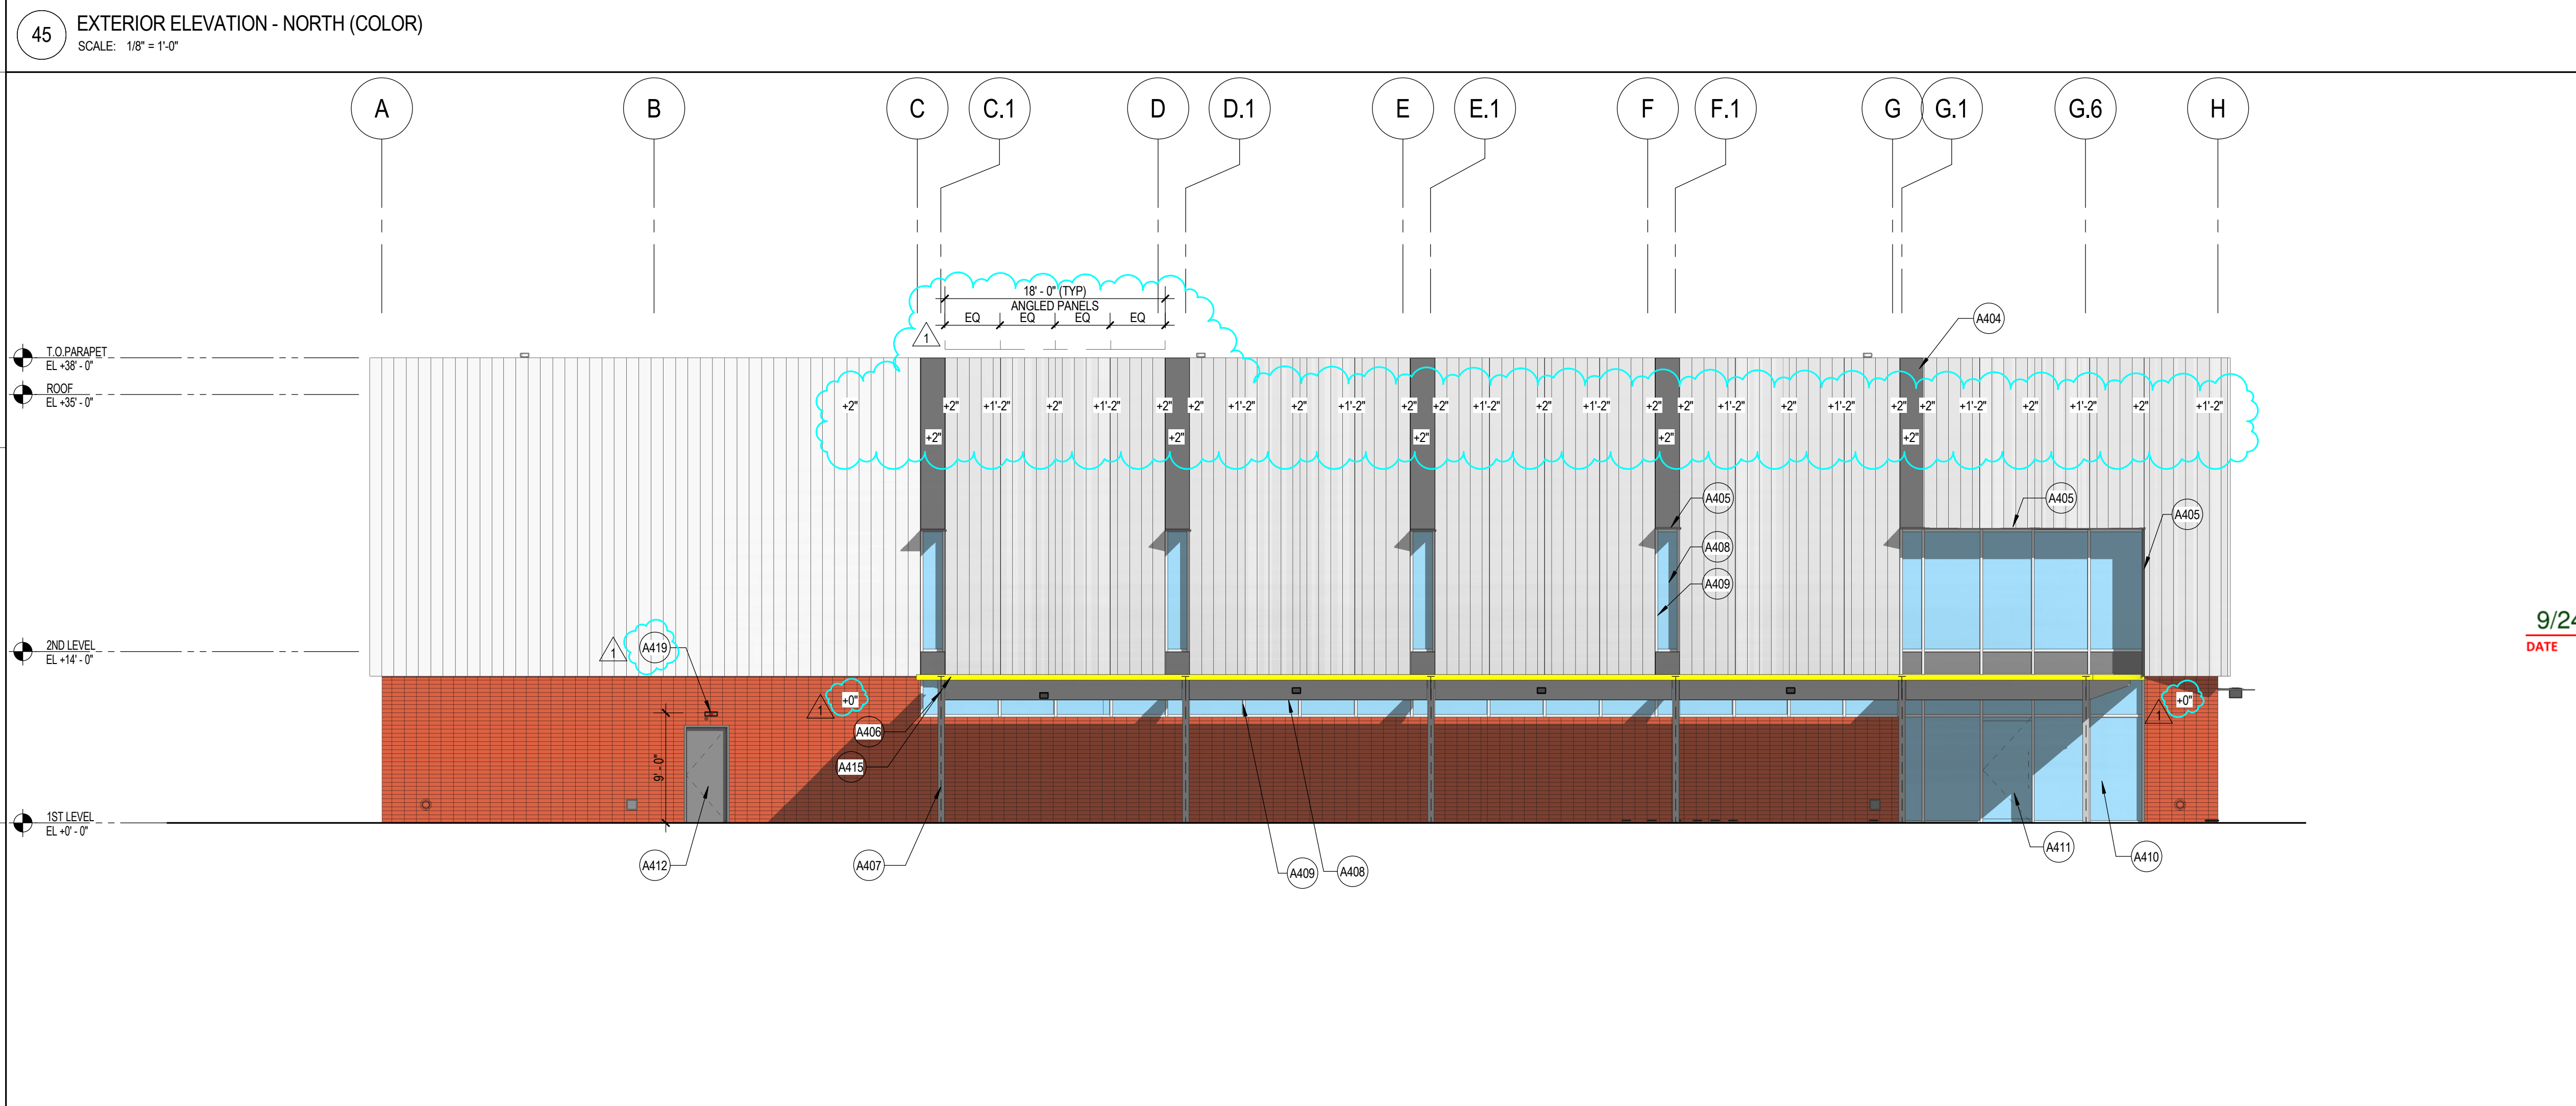 45
EXTERIOR ELEVATION - NORTH (COLOR)
SCALE: 1/8" = 1'-0"
A B C C.1 D D.1 E E.1 F F.1 G G.1 G.6 H
18' - 0" (TYP)
ANGLED PANELS
EQ EQ EQ EQ
1
A404
T.O.PARAPET
EL +38' - 0"
ROOF
EL +35' - 0"
+2" +2" +1'-2" +2" +1'-2" +2" +2" +1'-2" +2" +1'-2" +2" +2" +1'-2" +2" +1'-2" +2" +2" +1'-2" +2" +1'-2" +2" +2" +1'-2" +2" +1'-2" +2" +1'-2"
+2" +2" +2" +2" +2"
A405 A405
A405
A408
A409
9/24
DATE
2ND LEVEL
EL +14' - 0"
1 A419
+0" +0"
1 1
A406
A415
9' - 0"
1ST LEVEL
EL +0' - 0"
A412 A407 A409 A408 A411 A410